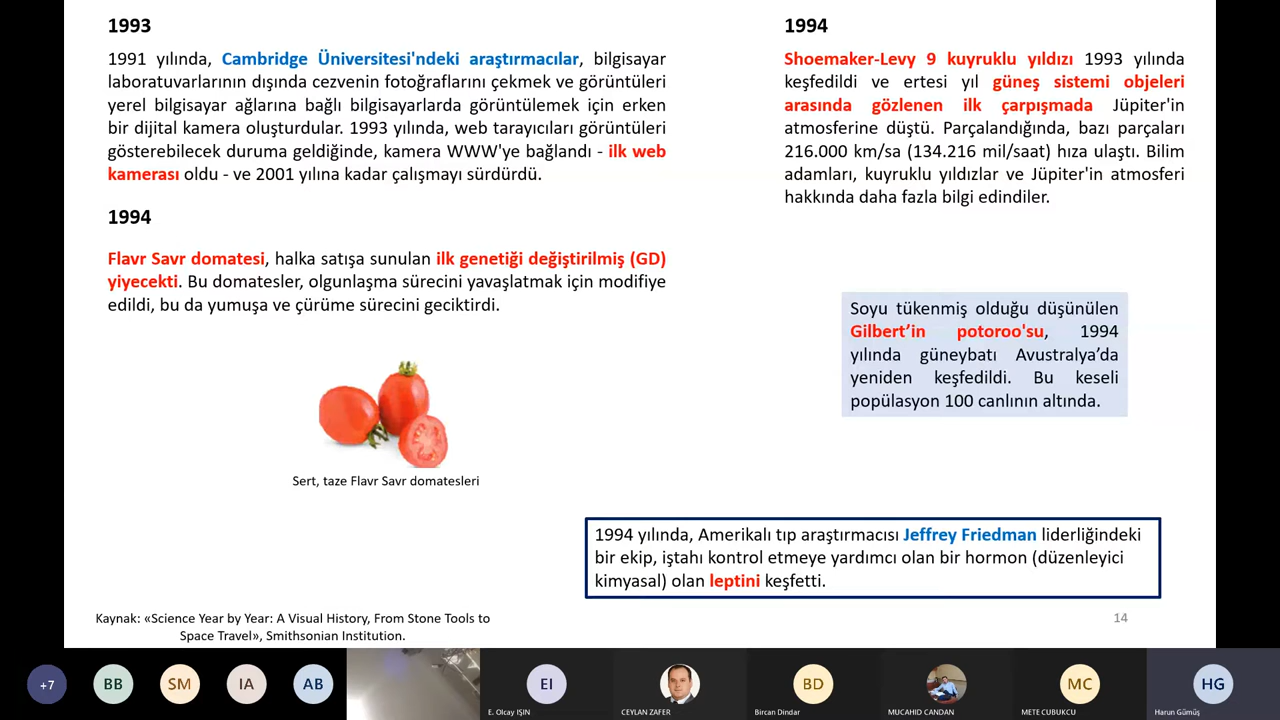 1993
1991 yılında, Cambridge Üniversitesi'ndeki araştırmacılar, bilgisayar
laboratuvarlarının dışında cezvenin fotoğraflarını çekmek ve görüntüleri
yerel bilgisayar ağlarına bağlı bilgisayarlarda görüntülemek için erken
bir dijital kamera oluşturdular. 1993 yılında, web tarayıcıları görüntüleri
gösterebilecek duruma geldiğinde, kamera WWW'ye bağlandı - ilk web
kamerası oldu - ve 2001 yılına kadar çalışmayı sürdürdü.
1994
Flavr Savr domatesi, halka satışa sunulan ilk genetiği değiştirilmiş (GD)
yiyecekti. Bu domatesler, olgunlaşma sürecini yavaşlatmak için modifiye
edildi, bu da yumuşa ve çürüme sürecini geciktirdi.
Sert, taze Flavr Savr domatesleri
1994
Shoemaker-Levy 9 kuyruklu yıldızı 1993 yılında
keşfedildi ve ertesi yıl güneş sistemi objeleri
arasında gözlenen ilk çarpışmada Jüpiter'in
atmosferine düştü. Parçalandığında, bazı parçaları
216.000 km/sa (134.216 mil/saat) hıza ulaştı. Bilim
adamları, kuyruklu yıldızlar ve Jüpiter'in atmosferi
hakkında daha fazla bilgi edindiler.
Soyu tükenmiş olduğu düşünülen
Gilbert’in potoroo'su, 1994
yılında güneybatı Avustralya’da
yeniden keşfedildi. Bu keseli
popülasyon 100 canlının altında.
1994 yılında, Amerikalı tıp araştırmacısı Jeffrey Friedman liderliğindeki
bir ekip, iştahı kontrol etmeye yardımcı olan bir hormon (düzenleyici
kimyasal) olan leptini keşfetti.
Kaynak: «Science Year by Year: A Visual History, From Stone Tools to
Space Travel», Smithsonian Institution.
14
+7
BB
SM
IA
AB
EI
E. Olcay IŞIN
CEYLAN ZAFER
BD
Bircan Dindar
MUCAHID CANDAN
MC
METE CUBUKCU
HG
Harun Gümüş